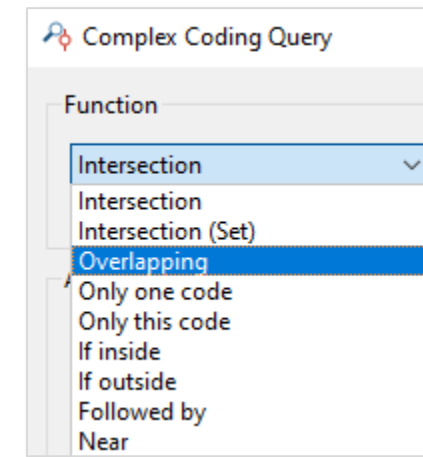 Complex Coding Query
Function
Intersection
Intersection
Intersection (Set)
Overlapping
Only one code
Only this code
If inside
If outside
Followed by
Near